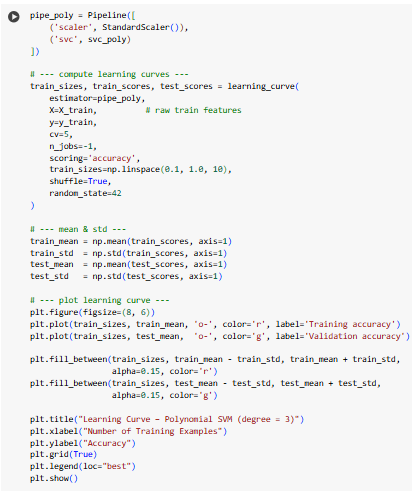 pipe_poly = Pipeline([
    ('scaler', StandardScaler()),
    ('svc', svc_poly)
])

# --- compute learning curves ---
train_sizes, train_scores, test_scores = learning_curve(
    estimator=pipe_poly,
    X=X_train,          # raw train features
    y=y_train,
    cv=5,
    n_jobs=-1,
    scoring='accuracy',
    train_sizes=np.linspace(0.1, 1.0, 10),
    shuffle=True,
    random_state=42
)

# --- mean & std ---
train_mean = np.mean(train_scores, axis=1)
train_std  = np.std(train_scores, axis=1)
test_mean  = np.mean(test_scores, axis=1)
test_std   = np.std(test_scores, axis=1)

# --- plot learning curve ---
plt.figure(figsize=(8, 6))
plt.plot(train_sizes, train_mean, 'o-', color='r', label='Training accuracy')
plt.plot(train_sizes, test_mean,  'o-', color='g', label='Validation accuracy')

plt.fill_between(train_sizes, train_mean - train_std, train_mean + train_std,
                 alpha=0.15, color='r')
plt.fill_between(train_sizes, test_mean - test_std, test_mean + test_std,
                 alpha=0.15, color='g')

plt.title("Learning Curve – Polynomial SVM (degree = 3)")
plt.xlabel("Number of Training Examples")
plt.ylabel("Accuracy")
plt.grid(True)
plt.legend(loc="best")
plt.show()